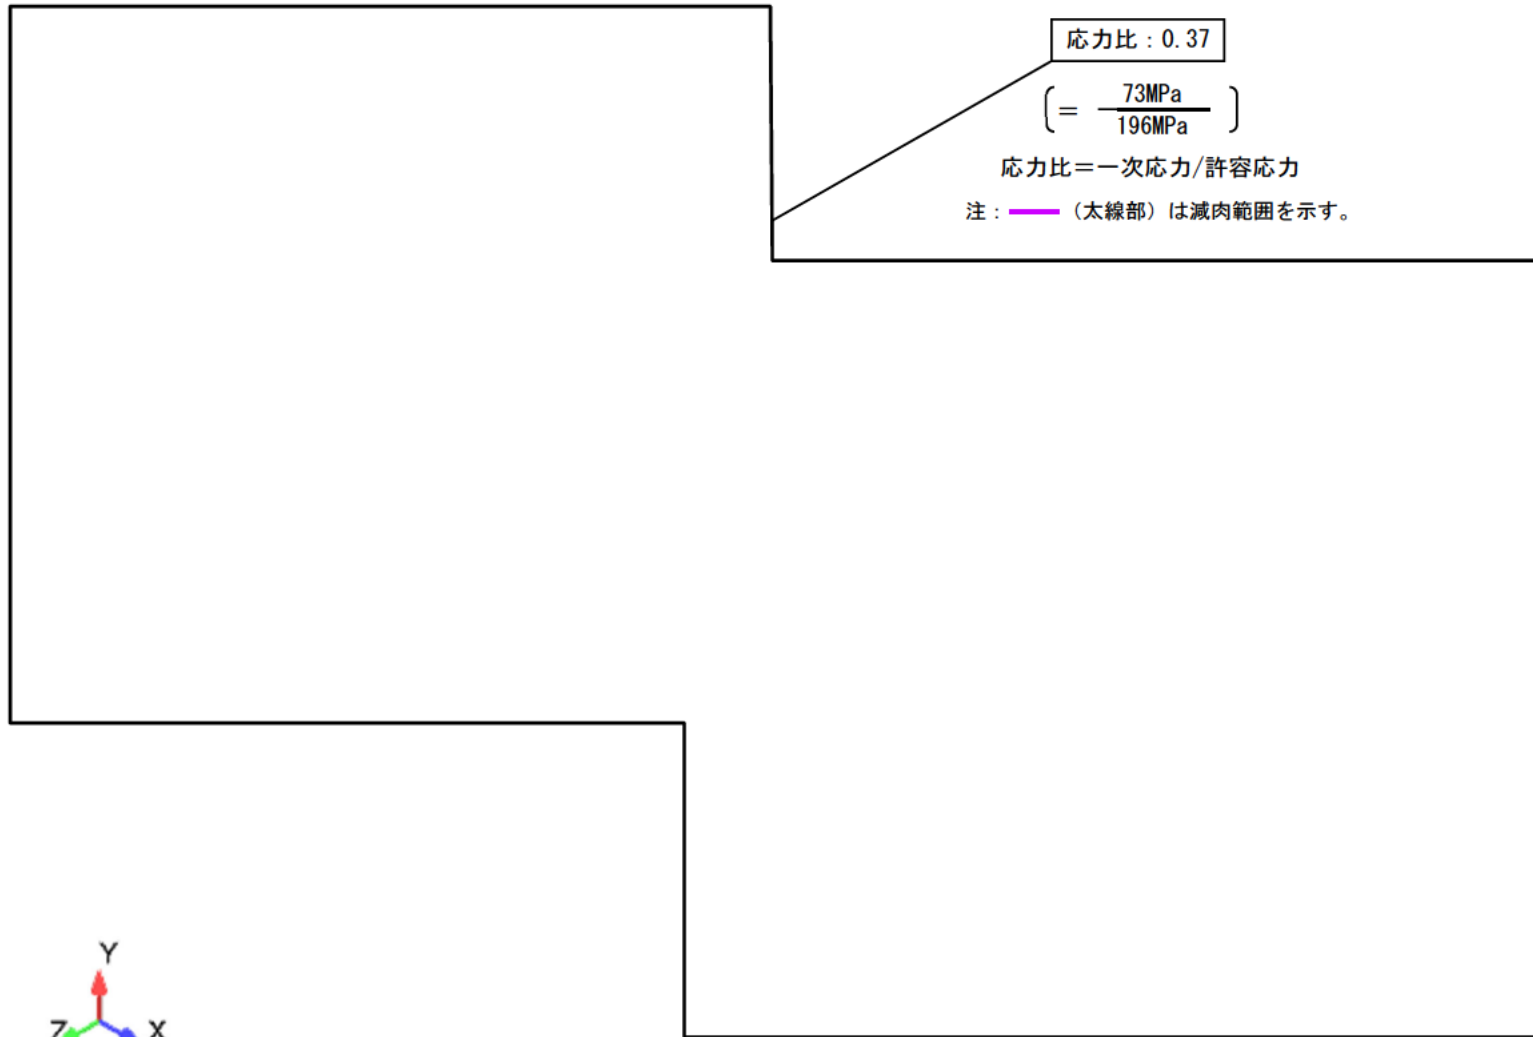 応力比：0.37
(＝ 73MPa
196MPa )
応力比＝一次応力/許容応力
注： （太線部）は減肉範囲を示す。
Y
Z X